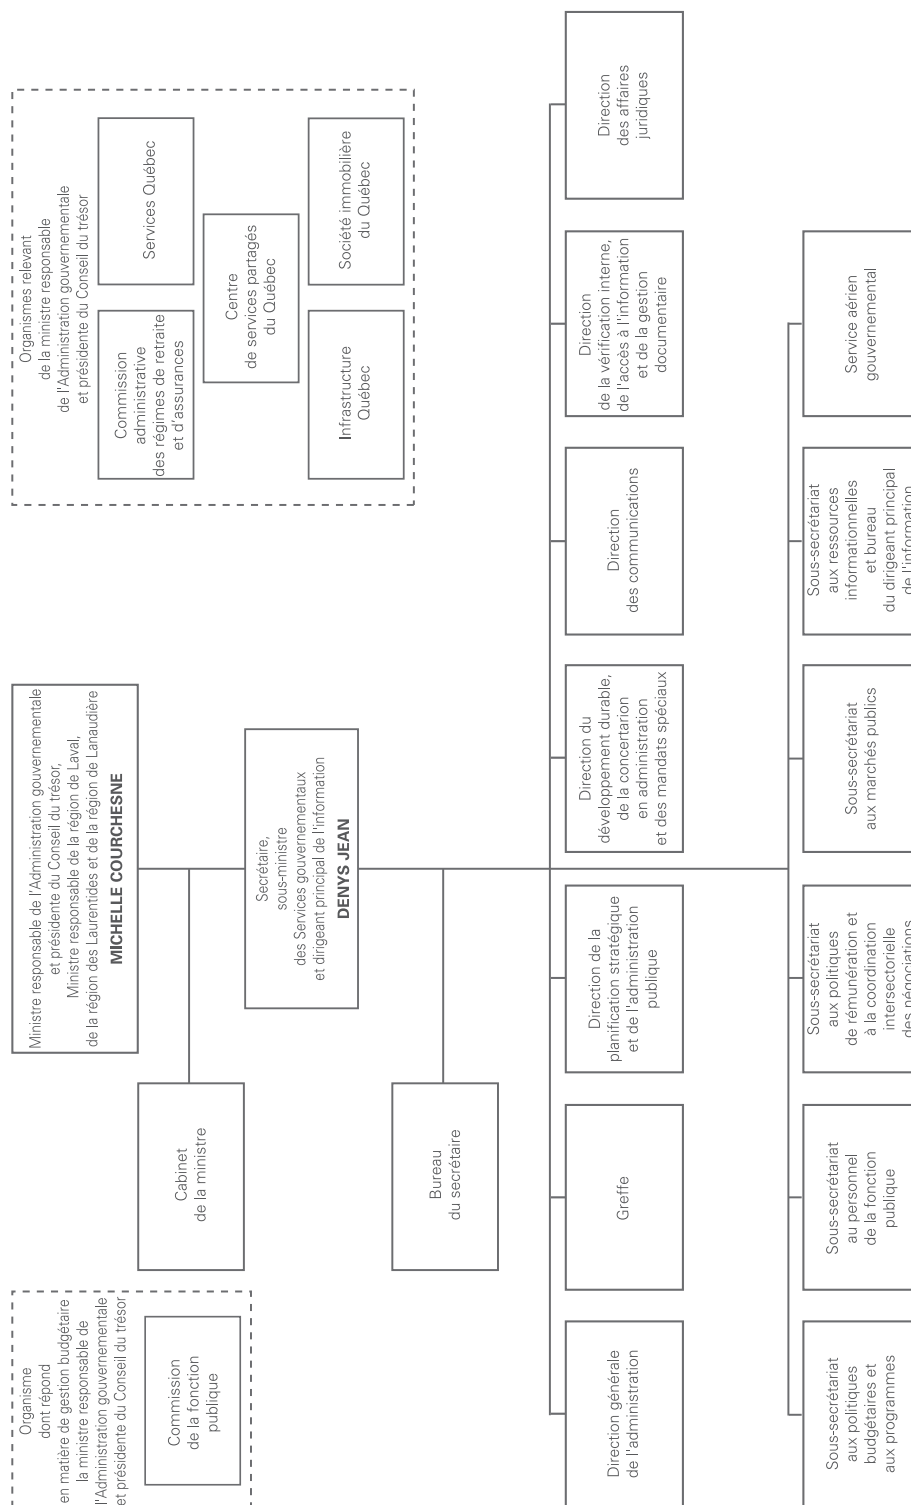 Organisme
dont répond
en matière de gestion budgétaire
la ministre responsable de
l'Administration gouvernementale
et présidente du Conseil du trésor
Commission
de la fonction
publique
Ministre responsable de l'Administration gouvernementale
et présidente du Conseil du trésor,
Ministre responsable de la région de Laval,
de la région des Laurentides et de la région de Lanaudière
MICHELLE COURCHESNE
Organismes relevant
de la ministre responsable
de l'Administration gouvernementale
et présidente du Conseil du trésor
Commission
administrative
des régimes de retraite
et d'assurances
Services Québec
Centre
de services partagés
du Québec
Infrastructure
Québec
Société immobilière
du Québec
Cabinet
de la ministre
Secrétaire,
sous-ministre
des Services gouvernementaux
et dirigeant principal de l'information
DENYS JEAN
Bureau
du secrétaire
Direction générale
de l'administration
Greffe
Direction de la
planification stratégique
et de l'administration
publique
Direction du
développement durable,
de la concertarion
en administration
et des mandats spéciaux
Direction
des communications
Direction
de la vérification interne,
de l'accès à l'information
et de la gestion
documentaire
Direction
des affaires
juridiques
Sous-secrétariat
aux politiques
budgétaires et
aux programmes
Sous-secrétariat
au personnel
de la fonction
publique
Sous-secrétariat
aux politiques
de rémunération et
à la coordination
intersectorielle
des négociations
Sous-secrétariat
aux marchés publics
Sous-secrétariat
aux ressources
informationnelles
et bureau
du dirigeant principal
de l'information
Service aérien
gouvernemental